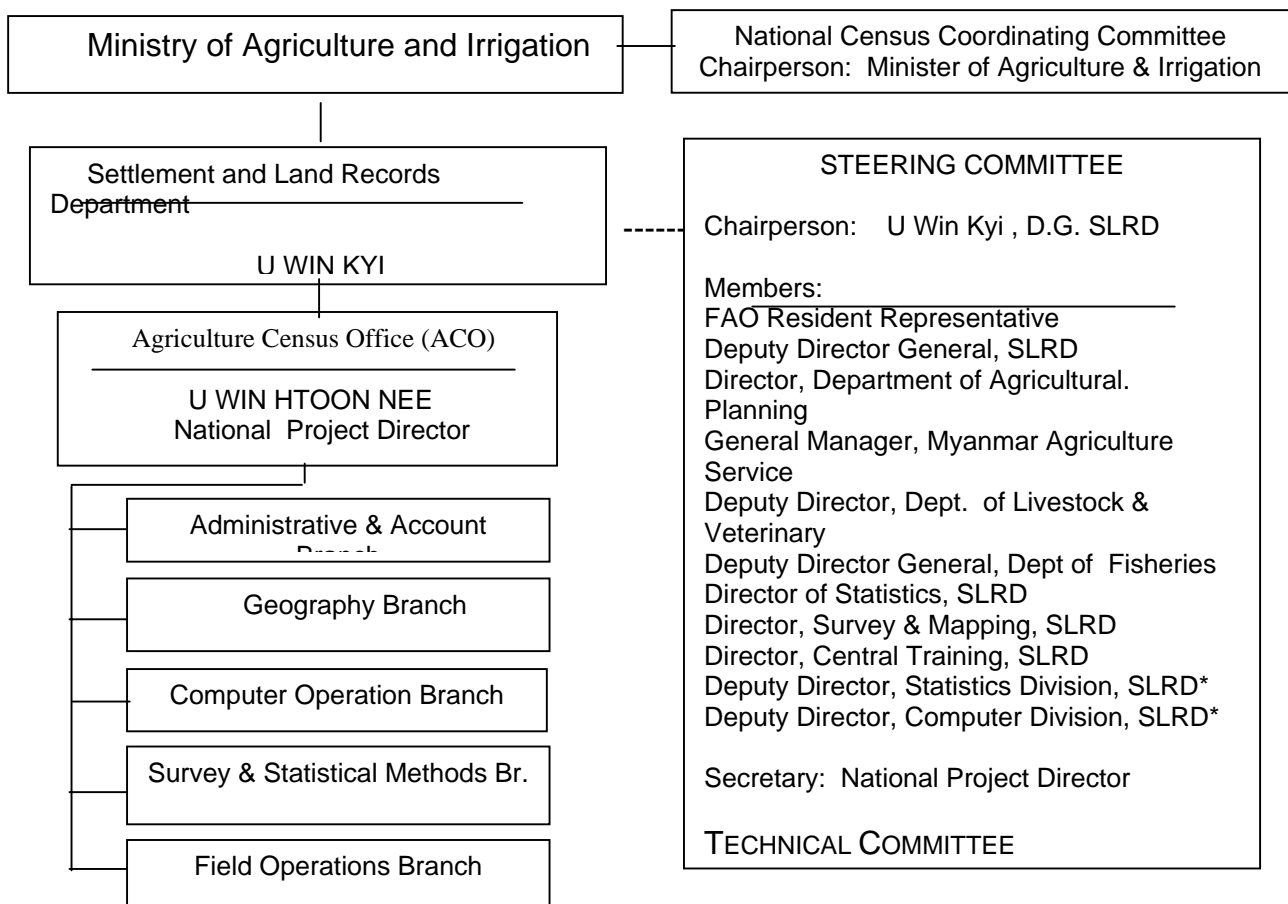 Ministry of Agriculture and Irrigation
National Census Coordinating Committee
Chairperson: Minister of Agriculture & Irrigation
Settlement and Land Records
Department
U WIN KYI
Agriculture Census Office (ACO)
U WIN HTOON NEE
National Project Director
Administrative & Account
Branch
Geography Branch
Computer Operation Branch
Survey & Statistical Methods Br.
Field Operations Branch
STEERING COMMITTEE
Chairperson: U Win Kyi , D.G. SLRD
Members:
FAO Resident Representative
Deputy Director General, SLRD
Director, Department of Agricultural.
Planning
General Manager, Myanmar Agriculture
Service
Deputy Director, Dept. of Livestock &
Veterinary
Deputy Director General, Dept of Fisheries
Director of Statistics, SLRD
Director, Survey & Mapping, SLRD
Director, Central Training, SLRD
Deputy Director, Statistics Division, SLRD*
Deputy Director, Computer Division, SLRD*
Secretary: National Project Director
TECHNICAL COMMITTEE